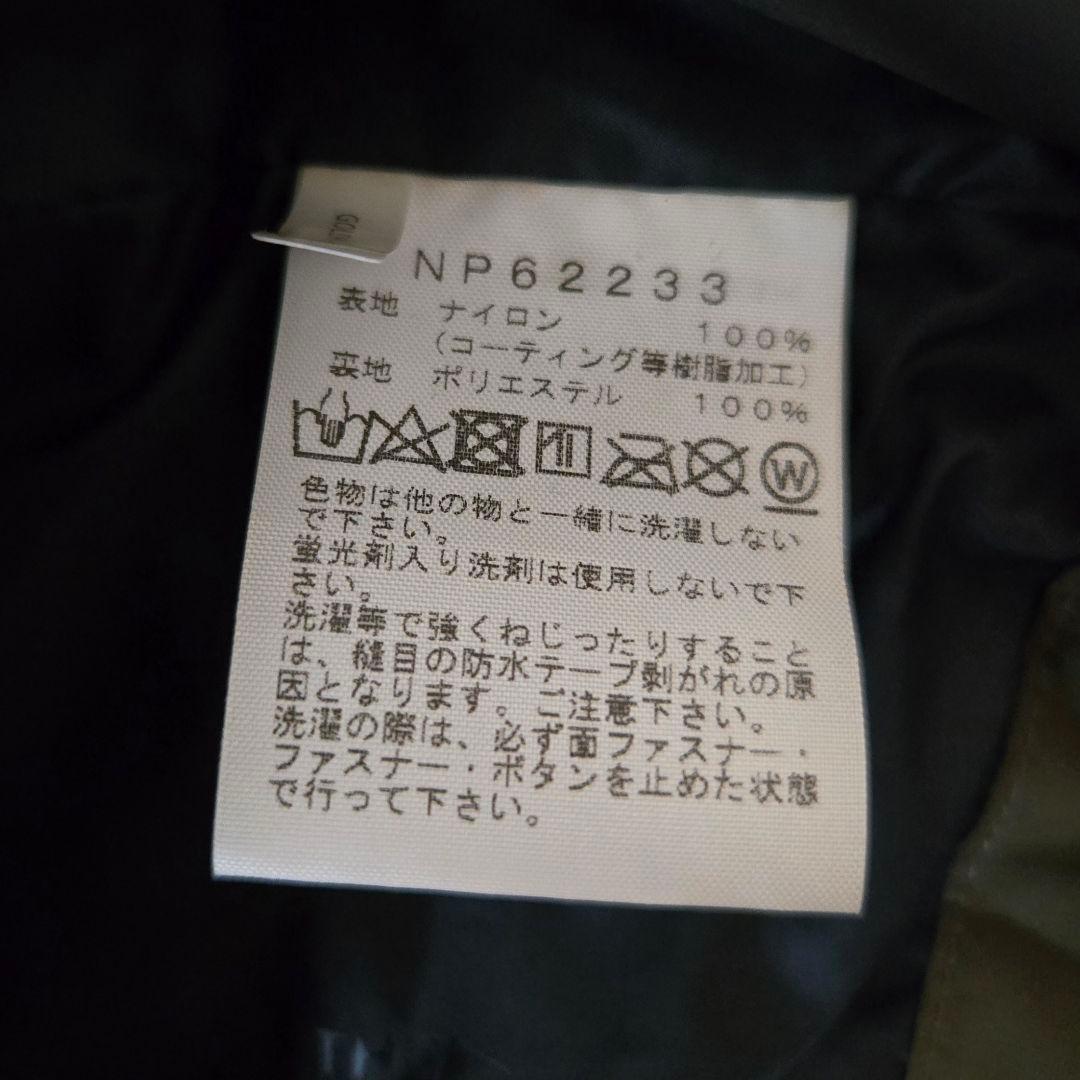 NP62233
表地 ナイロン 100%
(コーティング等樹脂加工)
裏地 ポリエステル 100%
W
色物は他の物と一緒に洗濯しない
で下さい。
蛍光剤入り洗剤は使用しないで下
さい。
洗濯等で強くねじったりすること
は、縫目の防水テープ剥がれの原
因となります。ご注意下さい。
洗濯の際は、必ず面ファスナー・
ファスナー・ボタンを止めた状態
で行って下さい。